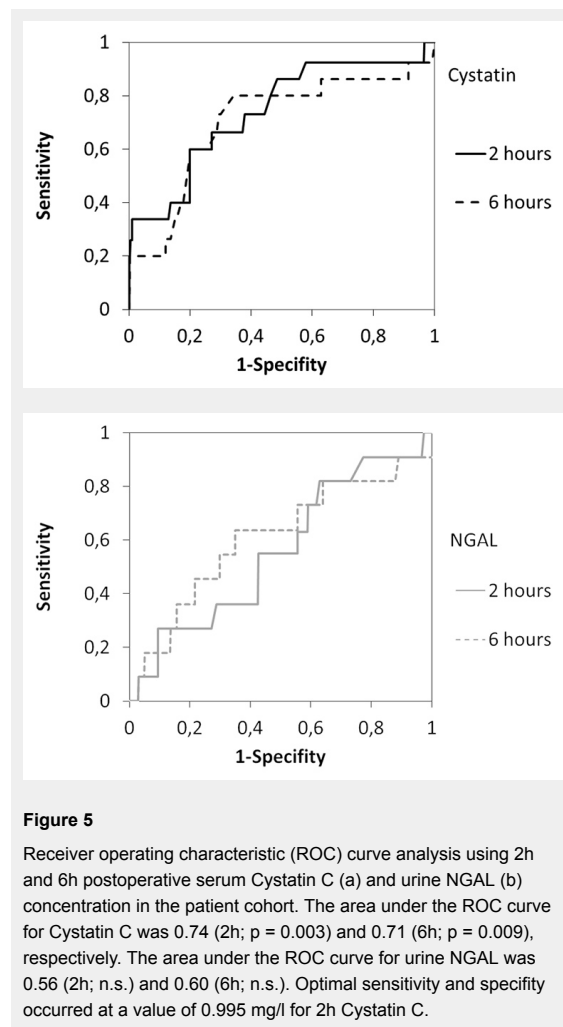 1
0,8
0,6
0,4
0,2
0
Sensitivity
0 0,2 0,4 0,6 0,8 1
1-Specifity
Cystatin
2 hours
6 hours
1
0,8
0,6
0,4
0,2
0
Sensitivity
0 0,2 0,4 0,6 0,8 1
1-Specifity
NGAL
2 hours
6 hours
Figure 5
Receiver operating characteristic (ROC) curve analysis using 2h
and 6h postoperative serum Cystatin C (a) and urine NGAL (b)
concentration in the patient cohort. The area under the ROC curve
for Cystatin C was 0.74 (2h; p = 0.003) and 0.71 (6h; p = 0.009),
respectively. The area under the ROC curve for urine NGAL was
0.56 (2h; n.s.) and 0.60 (6h; n.s.). Optimal sensitivity and specifity
occurred at a value of 0.995 mg/l for 2h Cystatin C.